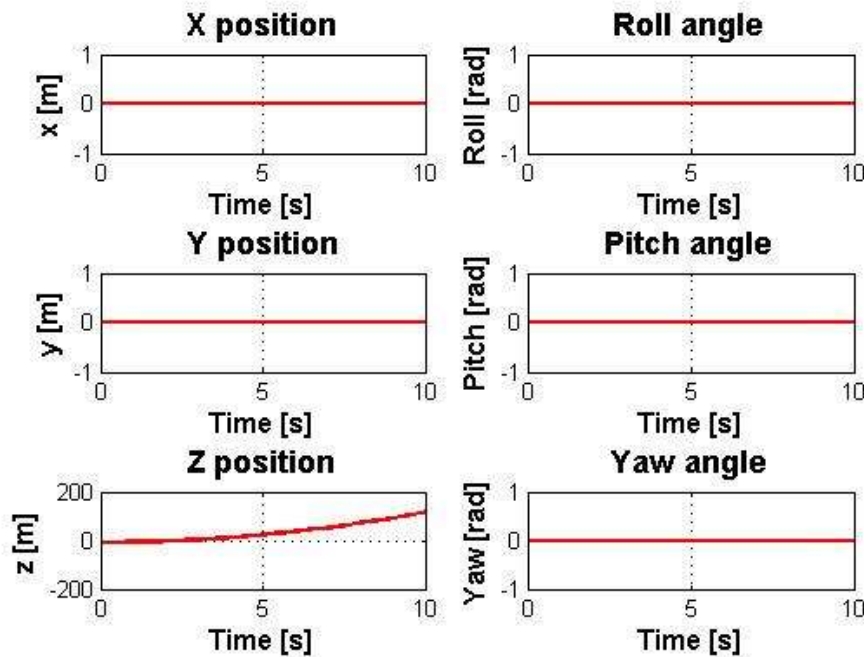 X position
x [m]
1
0
-1
0
5
10
Time [s]
Roll angle
Roll [rad]
1
0
-1
0
5
10
Time [s]
Y position
y [m]
1
0
-1
0
5
10
Time [s]
Pitch angle
Pitch [rad]
1
0
-1
0
5
10
Time [s]
Z position
z [m]
200
0
-200
0
5
10
Time [s]
Yaw angle
Yaw [rad]
1
0
-1
0
5
10
Time [s]